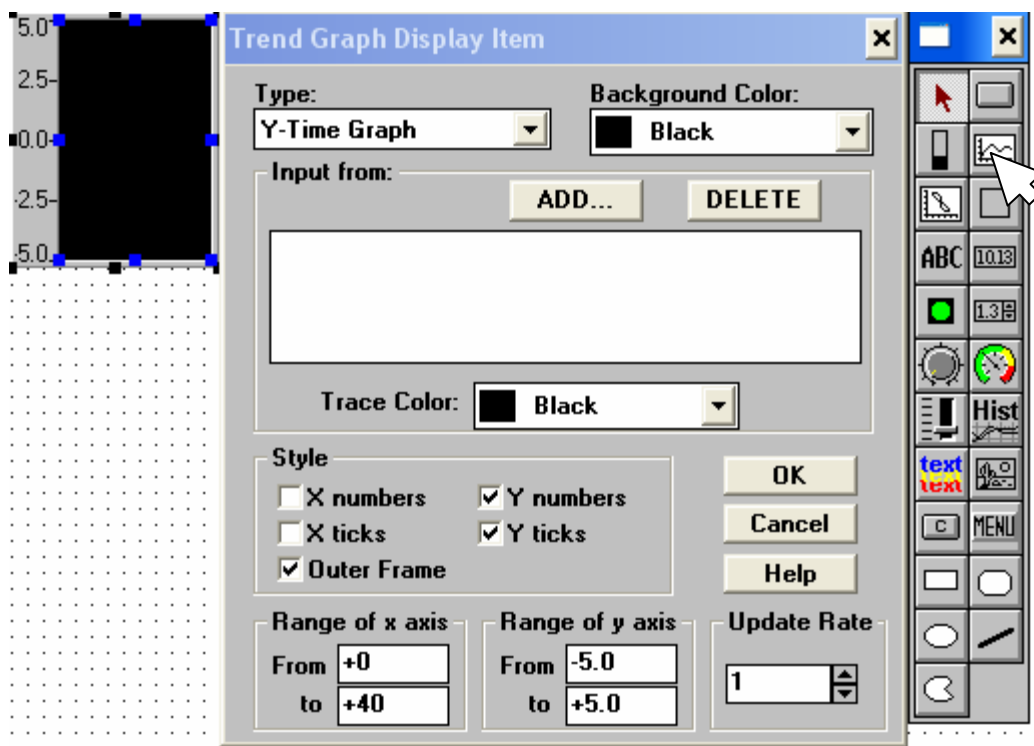 5.0
2.5-
0.0-
-2.5-
-5.0
Trend Graph Display Item
Type:
Y-Time Graph
Background Color:
Black
Input from:
ADD...
DELETE
Trace Color:
Black
Style
X numbers
Y numbers
X ticks
Y ticks
Outer Frame
OK
Cancel
Help
Range of x axis
From +0
to +40
Range of y axis
From -5.0
to +5.0
Update Rate
1
ABC
10.13
1.3
Hist
text
text
C
MENU